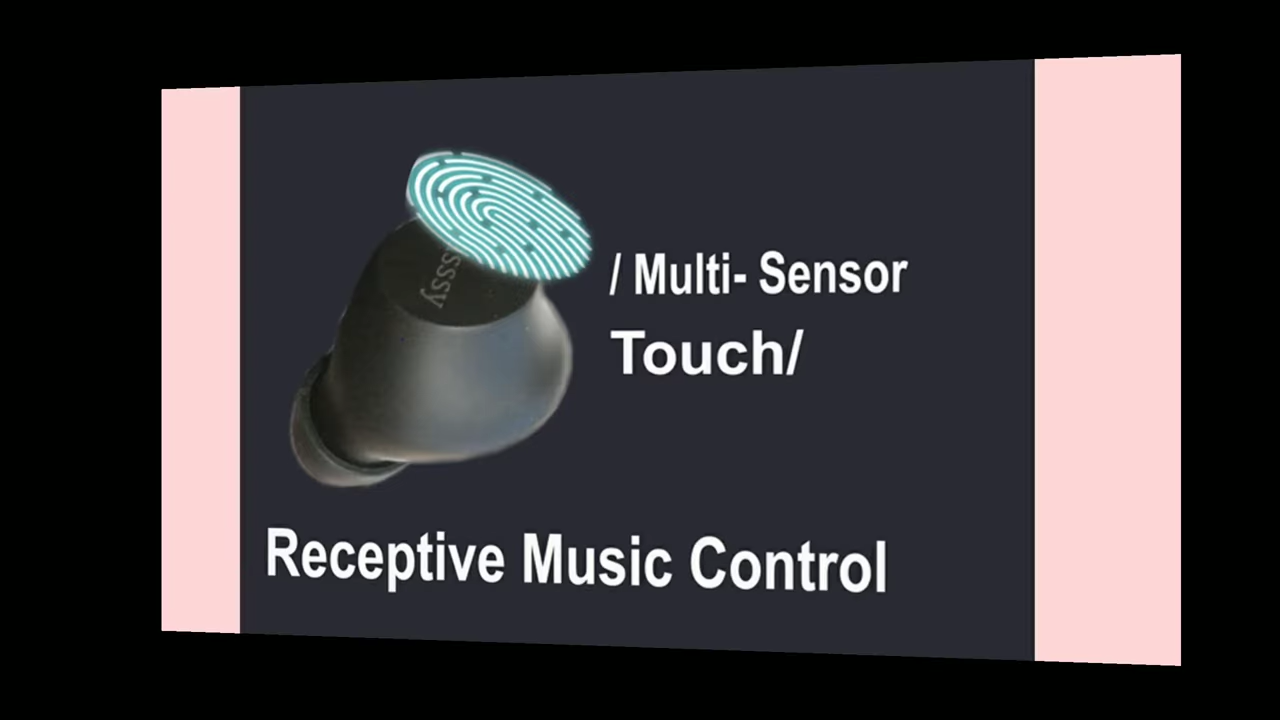 / Multi- Sensor
Touch/
Receptive Music Control